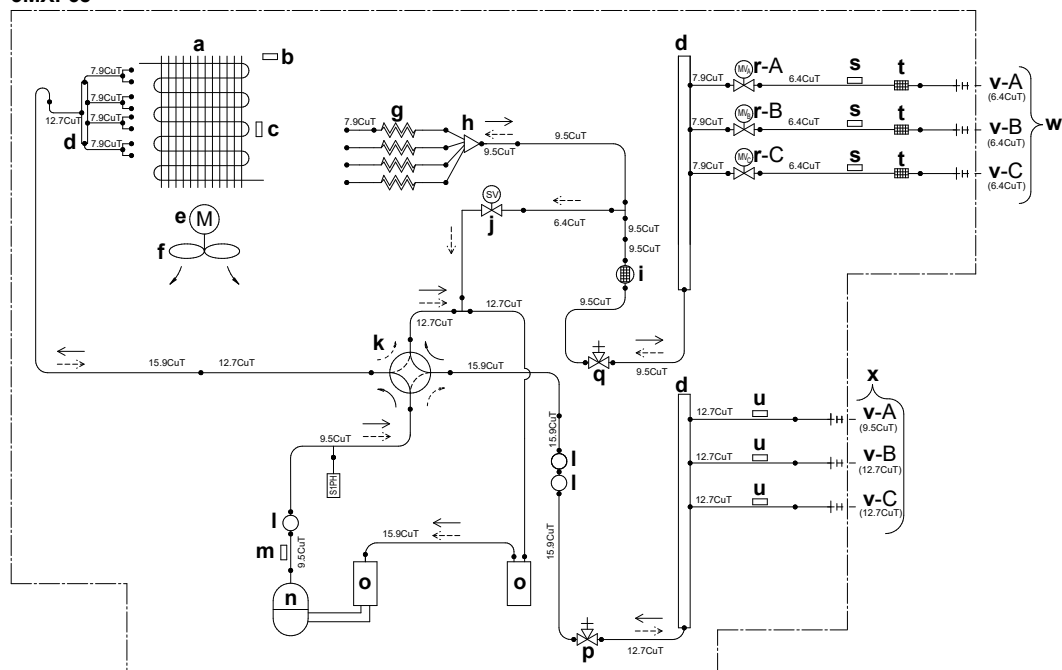 a
b
7.9CuT
7.9CuT
7.9CuT
7.9CuT
12.7CuT
d
c
e M
f
7.9CuT
g
h
9.5CuT
9.5CuT
SV
j
6.4CuT
9.5CuT
9.5CuT
i
9.5CuT
q
9.5CuT
d
7.9CuT
MVA
r-A
6.4CuT
s
t
v-A
(6.4CuT)
7.9CuT
MVB
r-B
6.4CuT
s
t
v-B
(6.4CuT)
7.9CuT
MVC
r-C
6.4CuT
s
t
v-C
(6.4CuT)
w
12.7CuT
12.7CuT
k
15.9CuT
12.7CuT
15.9CuT
9.5CuT
S1PH
l
m
9.5CuT
n
15.9CuT
o
o
15.9CuT
l
l
15.9CuT
p
12.7CuT
d
12.7CuT
u
v-A
(9.5CuT)
12.7CuT
u
v-B
(12.7CuT)
12.7CuT
u
v-C
(12.7CuT)
x